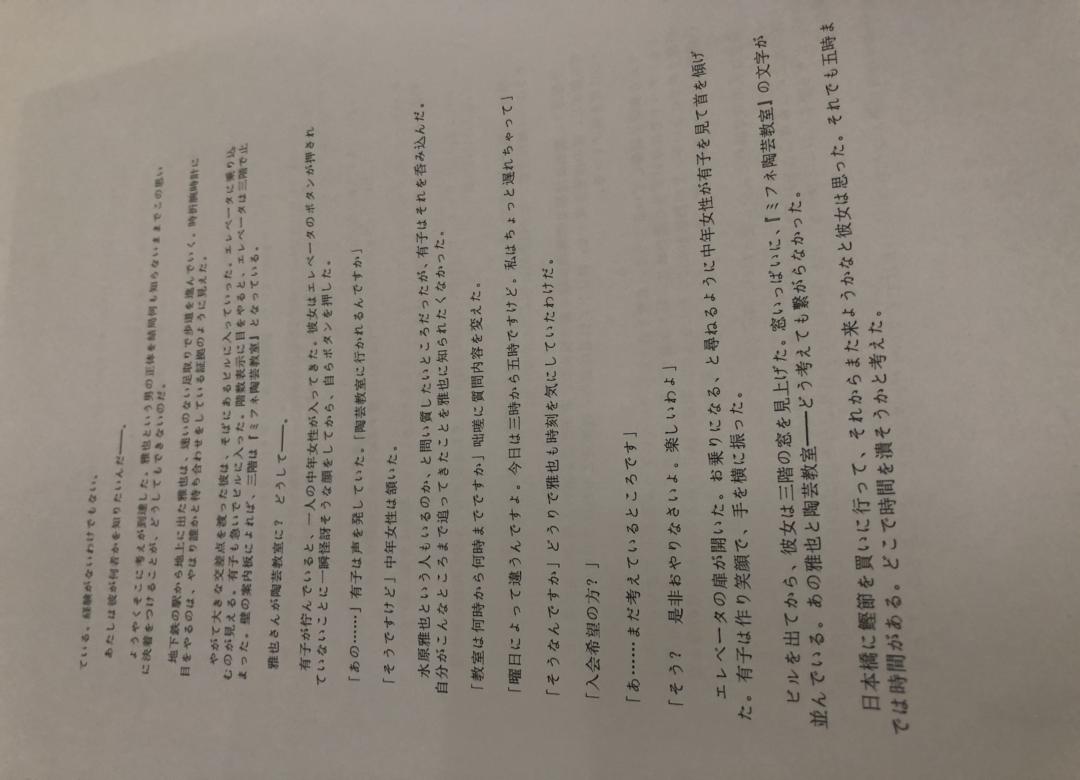 ている。経験がないわけでもない。
あたしは彼が何者かを知りたいんだ――。
ようやくそこに考えが到達した。雅也という男の正体を結局何も知らないままでこの思い
に決着をつけることが、どうしてもできないのだ。
地下鉄の駅から地上に出た雅也は、迷いのない足取りで歩道を進んでいく。時折腕時計に
目をやるのは、やはり誰かと待ち合わせをしている証拠のように見えた。
やがて大きな交差点を渡った彼は、そばにあるビルに入っていった。エレベータに乗り込
むのが見える。有子も急いでビルに入った。階数表示に目をやると、エレベータは三階で止
まった。壁の案内板によれば、三階は『ミフネ陶芸教室』となっている。
雅也さんが陶芸教室に? どうして――。
有子が佇んでいると、一人の中年女性が入ってきた。彼女はエレベータのボタンが押され
ていないことに一瞬怪訝そうな顔をしてから、自らボタンを押した。
「あの……」有子は声を発していた。「陶芸教室に行かれるんですか」
「そうですけど」中年女性は頷いた。
水原雅也という人もいるのか、と問い質したいところだったが、有子はそれを呑み込んだ。
自分がこんなところまで追ってきたことを雅也に知られたくなかった。
「教室は何時から何時までですか」咄嗟に質問内容を変えた。
「曜日によって違うんですよ。今日は三時から五時ですけど。私はちょっと遅れちゃって」
「そうなんですか」どうりで雅也も時刻を気にしていたわけだ。
「入会希望の方?」
「あ……まだ考えているところです」
「そう? 是非おやりなさいよ。楽しいわよ」
エレベータの扉が開いた。お乗りになる、と尋ねるように中年女性が有子を見て首を傾げ
た。有子は作り笑顔で、手を横に振った。
ビルを出てから、彼女は三階の窓を見上げた。窓いっぱいに、『ミフネ陶芸教室』の文字が
並んでいる。あの雅也と陶芸教室――どう考えても繋がらなかった。
日本橋に鰹節を買いに行って、それからまた来ようかなと彼女は思った。それでも五時ま
では時間がある。どこで時間を潰そうかと考えた。